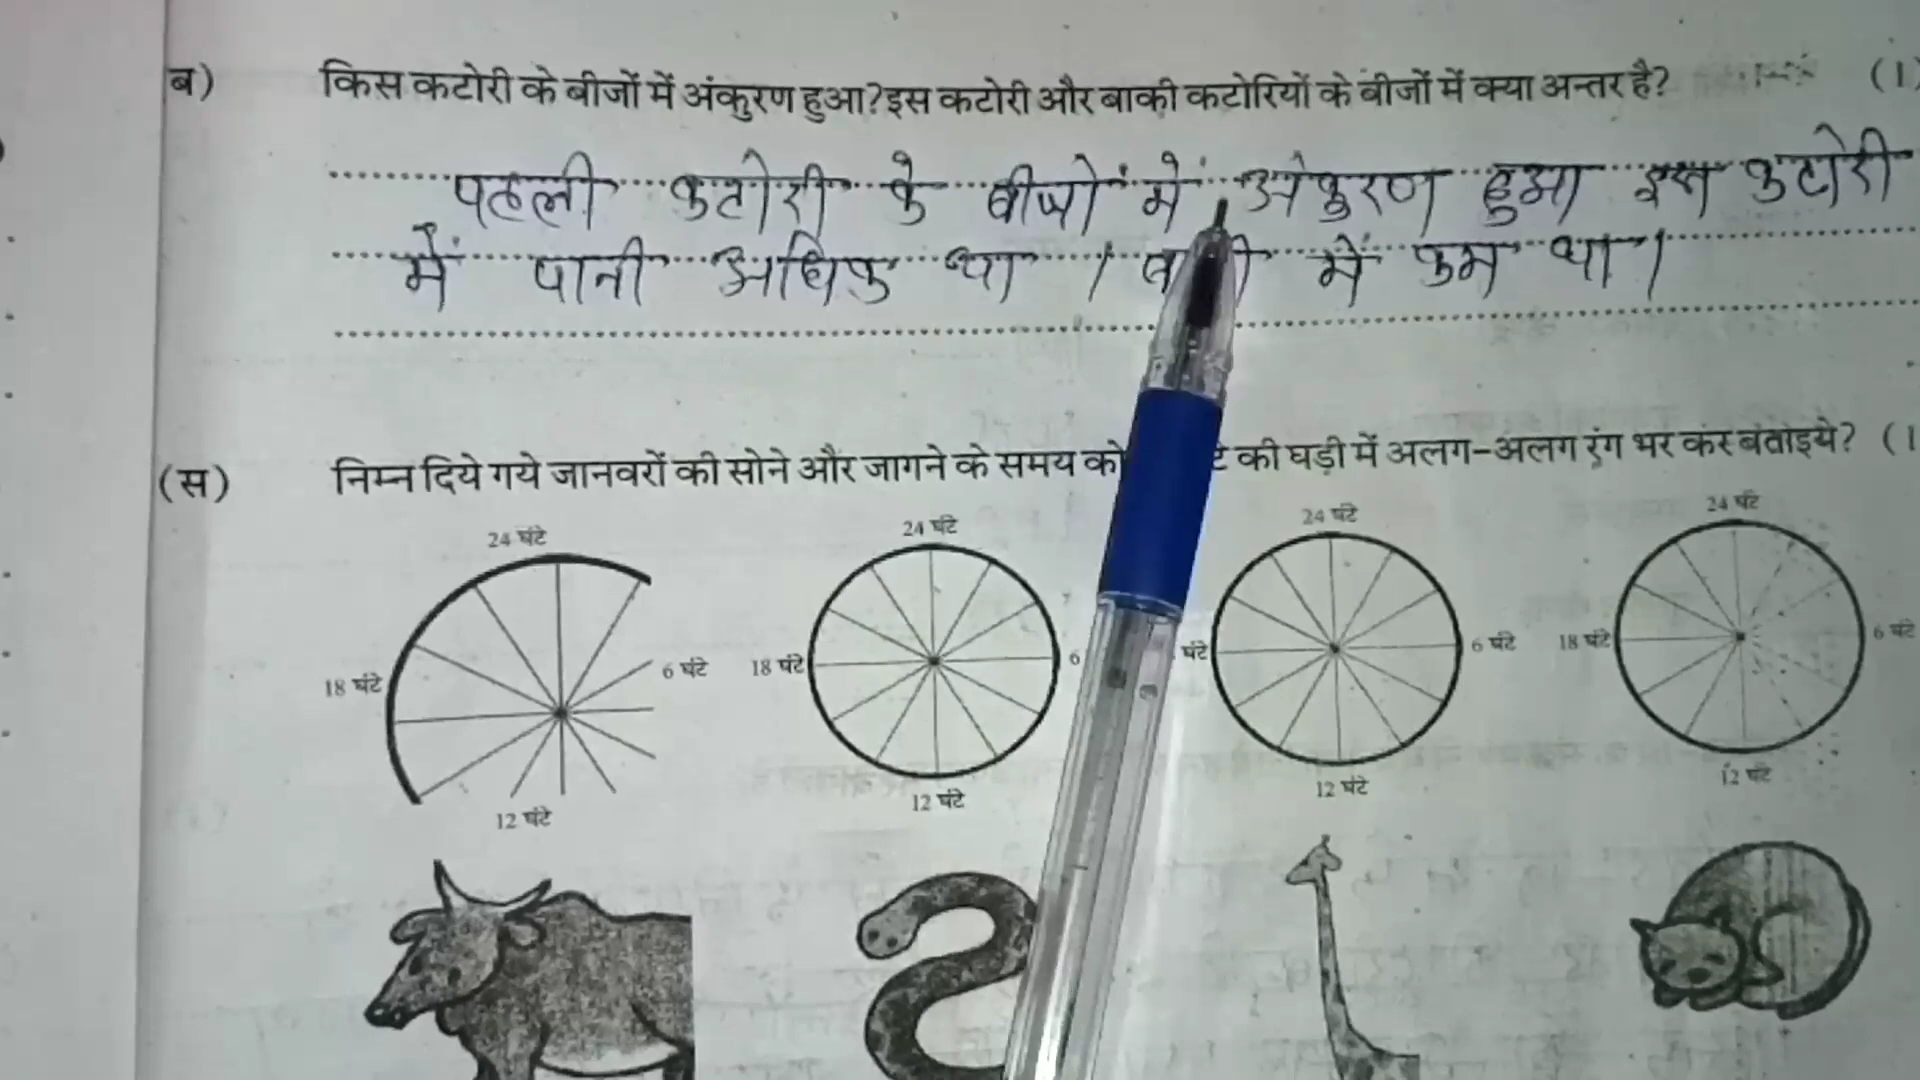 ब) किस कटोरी के बीजों में अंकुरण हुआ?इस कटोरी और बाकी कटोरियों के बीजों में क्या अन्तर है? (1)
पहली कटोरी के बीजों में अंकुरण हुआ इस कटोरी
में पानी अधिक था । में कम था ।
(स) निम्न दिये गये जानवरों की सोने और जागने के समय को की घड़ी में अलग-अलग रंग भर कर बताइये? (1
24 घंटे 24 घंटे 24 घंटे 24 घंटे
18 घंटे 6 घंटे 18 घंटे 6 घंटे 6 घंटे 18 घंटे 6 घंटे
12 घंटे 12 घंटे 12 घंटे 12 घंटे